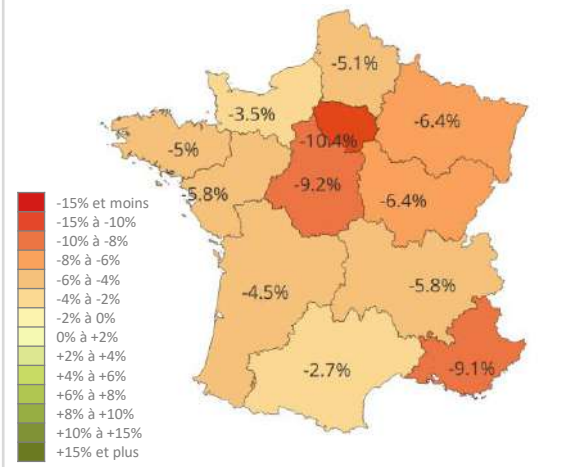 -5.1%
-3.5%
-6.4%
-10.4%
-5%
-5.8%
-9.2%
-6.4%
-4.5%
-5.8%
-2.7%
-9.1%
-15% et moins
-15% à -10%
-10% à -8%
-8% à -6%
-6% à -4%
-4% à -2%
-2% à 0%
0% à +2%
+2% à +4%
+4% à +6%
+6% à +8%
+8% à +10%
+10% à +15%
+15% et plus